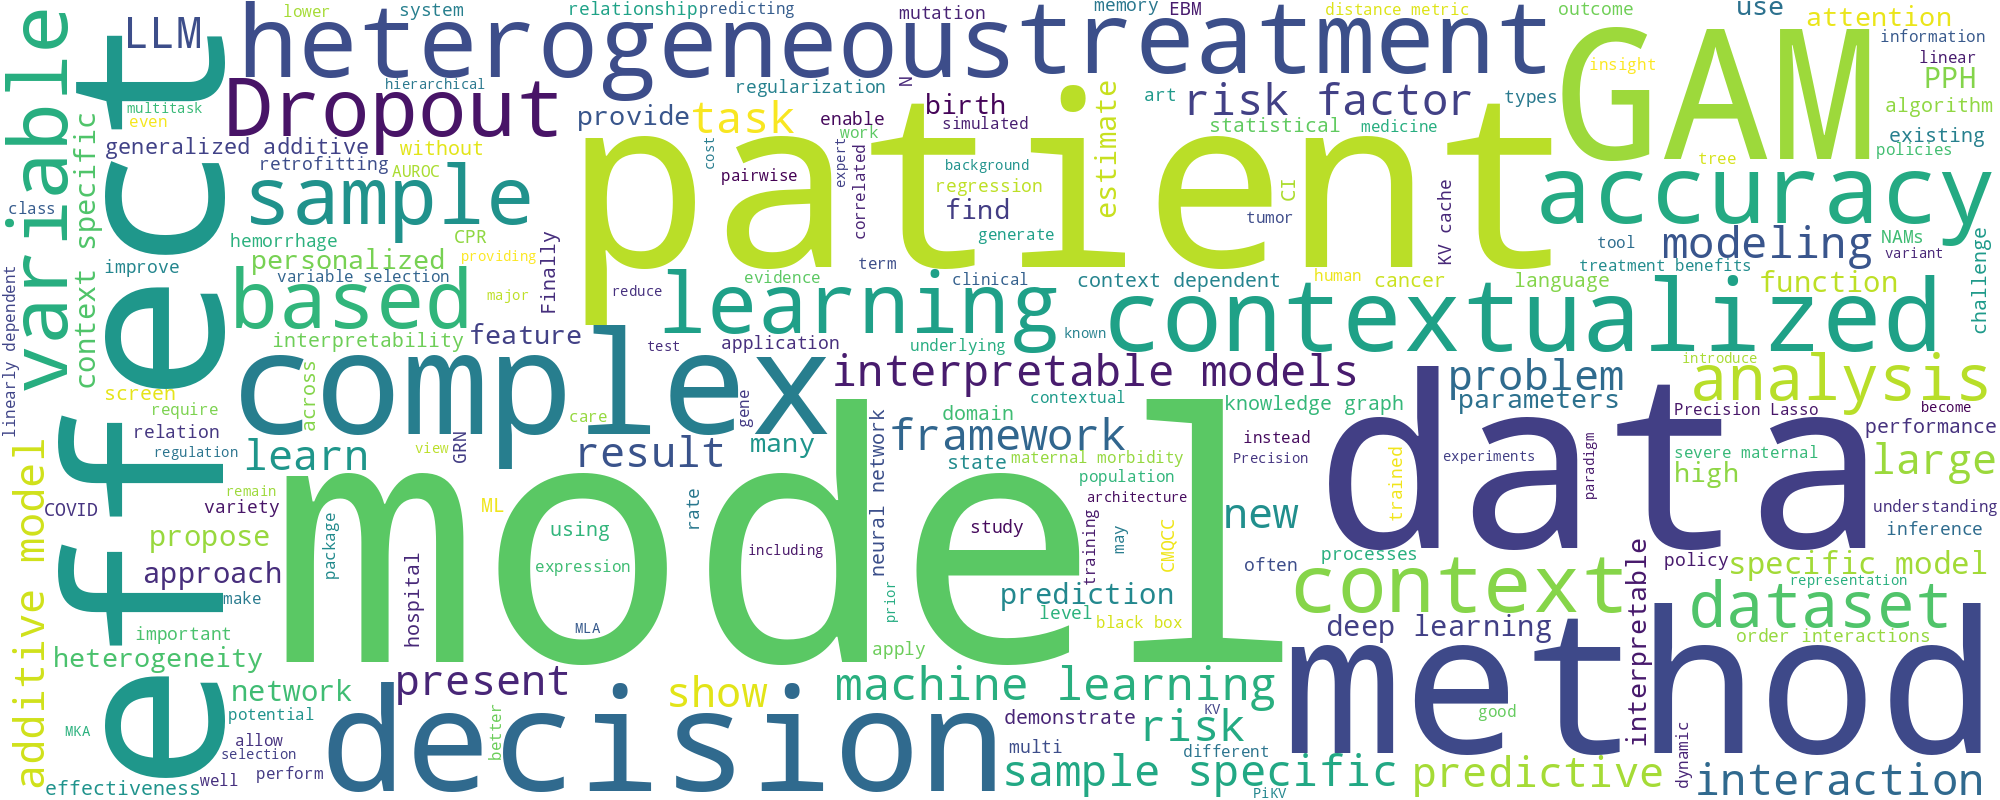 lower
system
relationship
predicting
mutation
memory
EBM
distance metric
outcome
use
attention
LLM
heterogeneous
treatment
GAM
information
linear
insight
PPH
variable
effect
hierarchical
Dropout
multitask
even
regularization
N
provide
task
enable
birth
simulated
art
risk factor
types
algorithm
generalized additive
without
retrofitting
AUROC
work
cost
pairwise
expert
correlated
background
regression
estimate
statistical
medicine
existing
policies
tree
patient
context specific
class
sample
find
CI
tumor
KV cache
accuracy
modeling
NAMs
variant
tool
hemorrhage
CPR
personalized
providing
variable selection
improve
Finally
evidence
term
generate
clinical
context dependent
human
cancer
treatment benefits
language
function
challenge
linearly dependent
based
major
reduce
learning
contextualized
interpretability
feature
test
application
underlying
known
introduce
complex
interpretable models
problem
analysis
parameters
screen
require
across
care
gene
contextual
domain
knowledge graph
Precision Lasso
become
performance
relation
regulation
learn
view
GRN
result
many
neural network
framework
state
maternal morbidity
instead
Precision
data
trained
experiments
paradigm
severe maternal
high
large
remain
variety
COVID
additive model
ML
rate
population
architecture
new
understanding
inference
propose
approach
package
model
using
expression
including
study
training
may
CMQCC
often
processes
policy
interpretable
specific model
representation
context
dataset
make
hospital
prior
prediction
level
black box
deep learning
order interactions
important
heterogeneity
MLA
apply
method
network
present
show
machine learning
potential
MKA
better
decision
demonstrate
KV
risk
good
allow
selection
multi
different
dynamic
effectiveness
well
perform
sample specific
PiKV
predictive
interaction